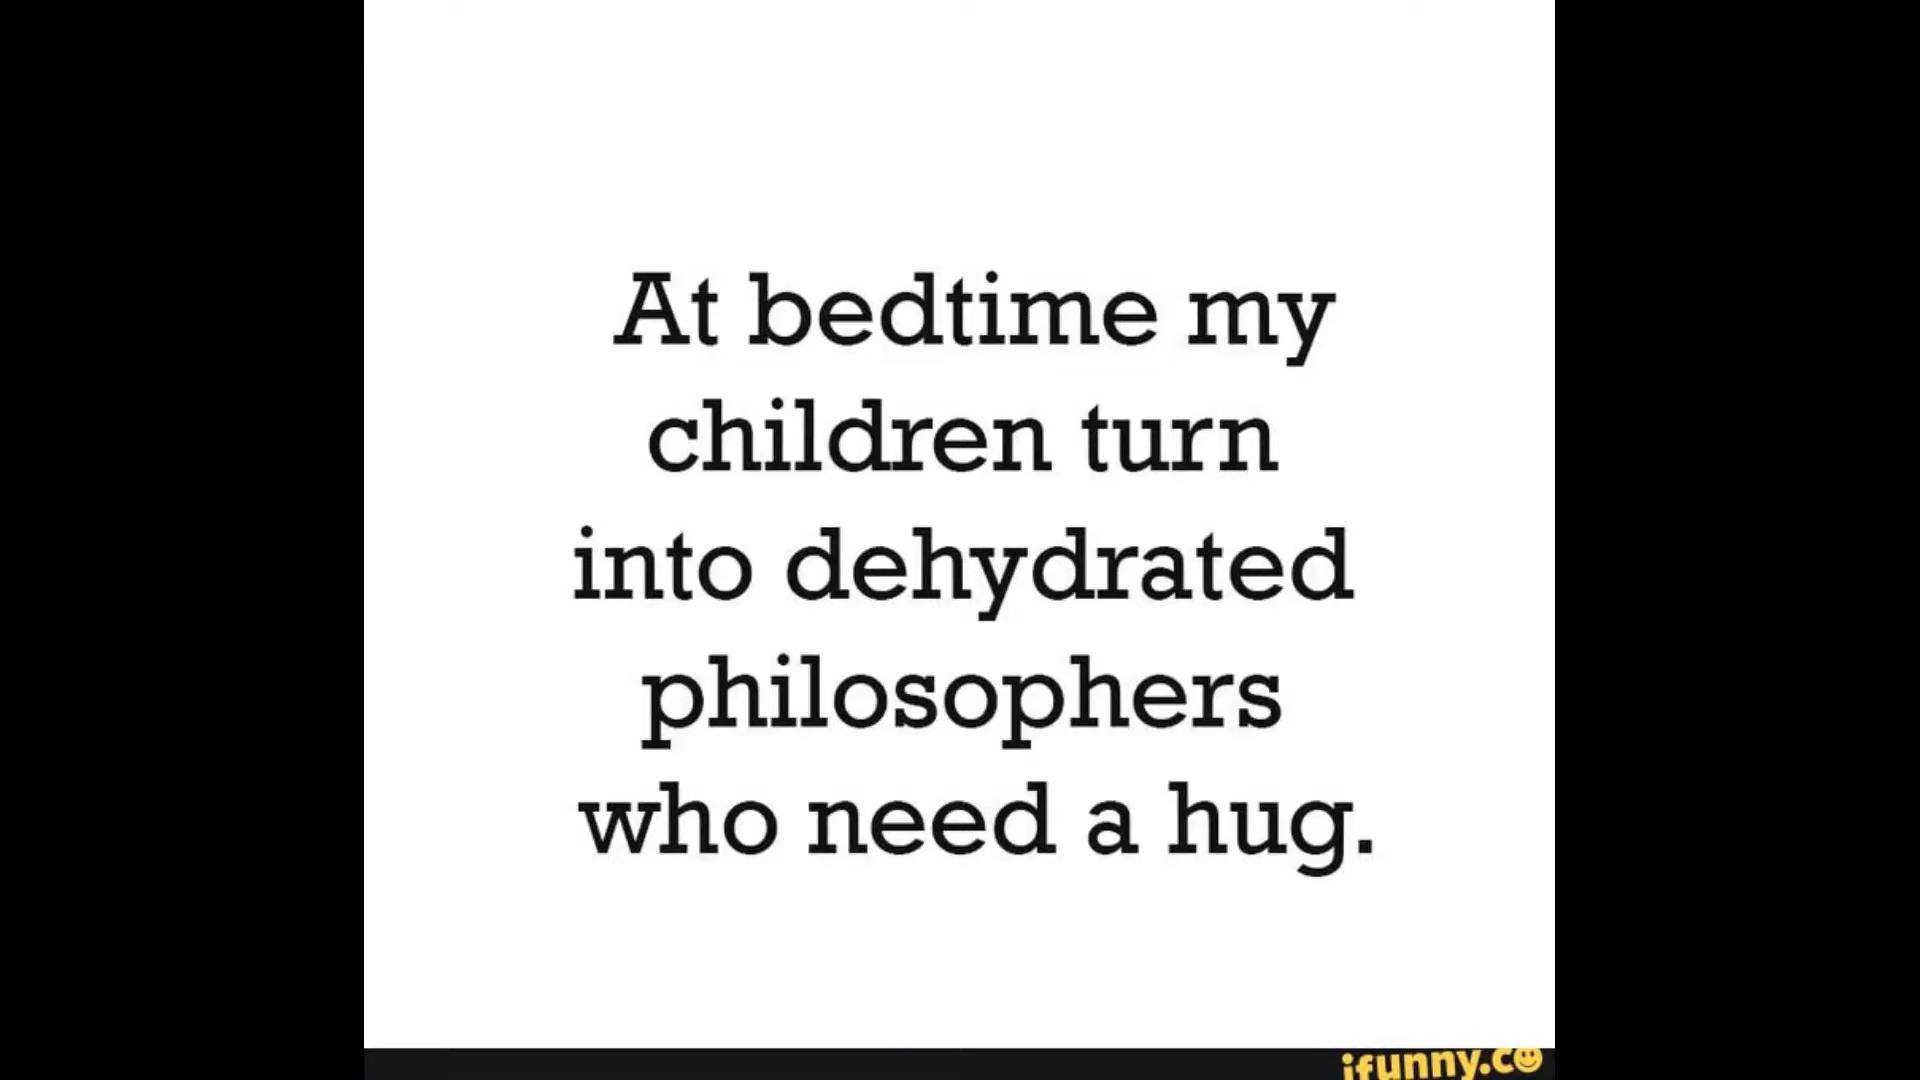 At bedtime my
children turn
into dehydrated
philosophers
who need a hug.
ifunny.co